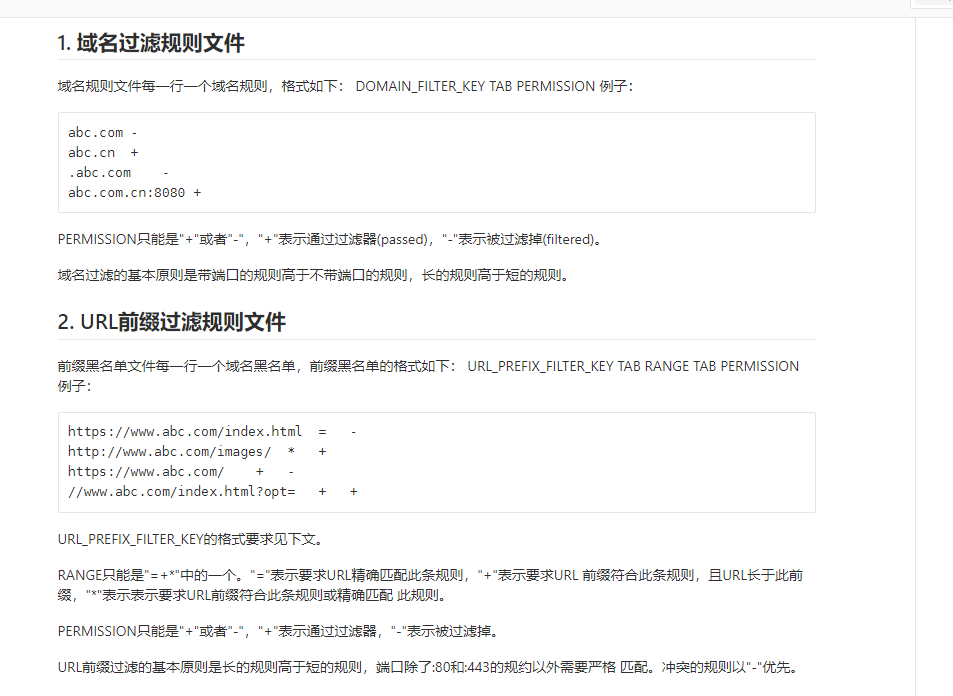 1. 域名过滤规则文件
域名规则文件每一行一个域名规则，格式如下： DOMAIN_FILTER_KEY TAB PERMISSION 例子：
abc.com -
abc.cn  +
.abc.com    -
abc.com.cn:8080 +
PERMISSION只能是"+"或者"-"，"+"表示通过过滤器(passed)，"-"表示被过滤掉(filtered)。
域名过滤的基本原则是带端口的规则高于不带端口的规则，长的规则高于短的规则。
2. URL前缀过滤规则文件
前缀黑名单文件每一行一个域名黑名单，前缀黑名单的格式如下： URL_PREFIX_FILTER_KEY TAB RANGE TAB PERMISSION
例子：
https://www.abc.com/index.html  =   -
http://www.abc.com/images/  *   +
https://www.abc.com/    +   -
//www.abc.com/index.html?opt=   +   +
URL_PREFIX_FILTER_KEY的格式要求见下文。
RANGE只能是"=+*"中的一个。"="表示要求URL精确匹配此条规则，"+"表示要求URL 前缀符合此条规则，且URL长于此前
缀，"*"表示表示要求URL前缀符合此条规则或精确匹配 此规则。
PERMISSION只能是"+"或者"-"，"+"表示通过过滤器，"-"表示被过滤掉。
URL前缀过滤的基本原则是长的规则高于短的规则，端口除了:80和:443的规约以外需要严格 匹配。冲突的规则以"-"优先。